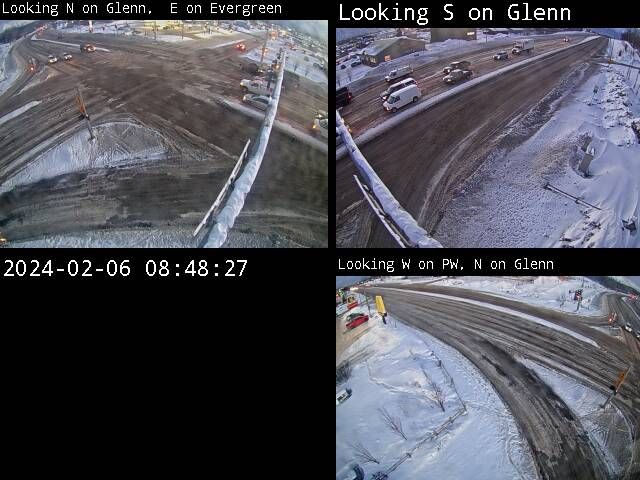 Looking N on Glenn,  E on Evergreen
Looking S on Glenn
2024-02-06 08:48:27
Looking W on PW, N on Glenn